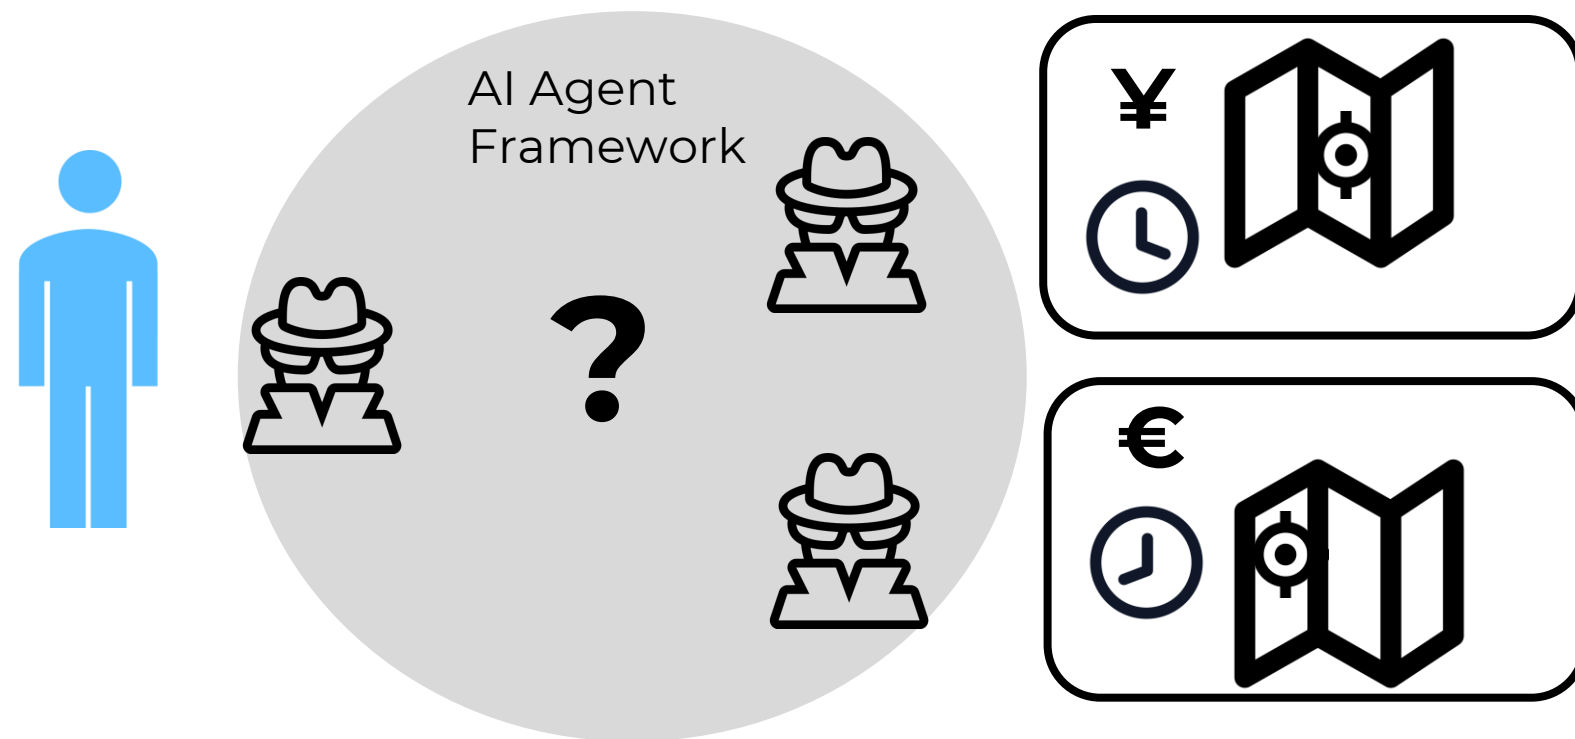 AI Agent
Framework
?
¥
€